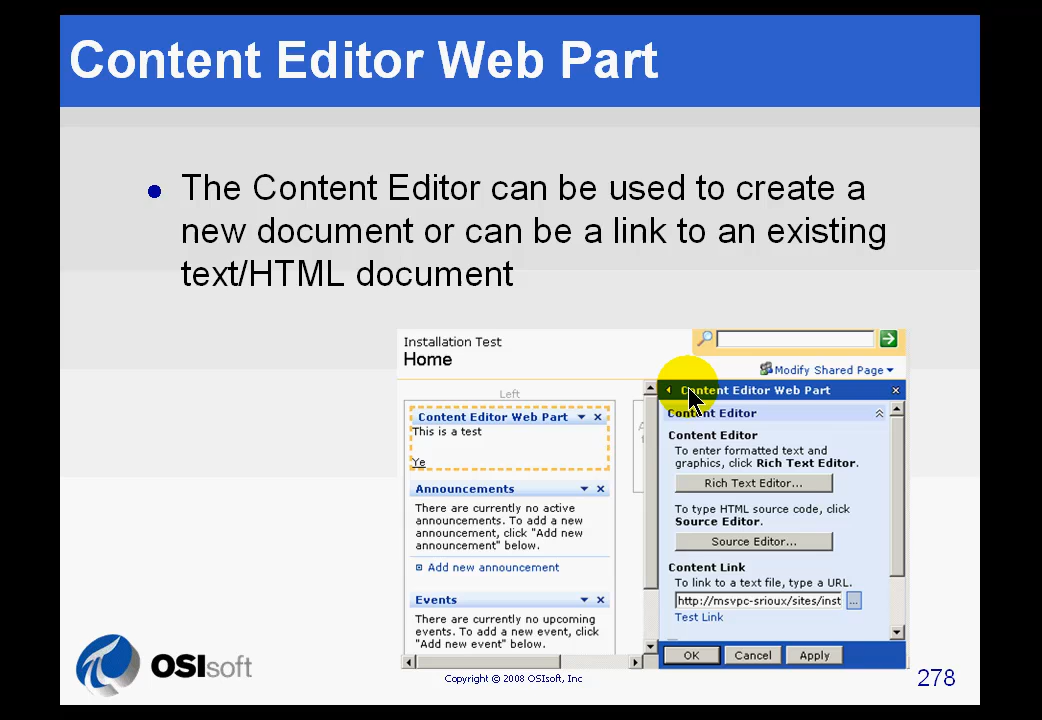 Content Editor Web Part
The Content Editor can be used to create a
new document or can be a link to an existing
text/HTML document
Installation Test
Home
Modify Shared Page
Left
Content Editor Web Part
This is a test
Ye
Announcements
There are currently no active
announcements. To add a new
announcement, click "Add new
announcement" below.
Add new announcement
Events
There are currently no upcoming
events. To add a new event, click
"Add new event" below.
Content Editor Web Part
Content Editor
Content Editor
To enter formatted text and
graphics, click Rich Text Editor.
Rich Text Editor...
To type HTML source code, click
Source Editor.
Source Editor...
Content Link
To link to a text file, type a URL.
http://msvpc-srioux/sites/inst
...
Test Link
OK
Cancel
Apply
OSIsoft
Copyright © 2008 OSIsoft, Inc
278